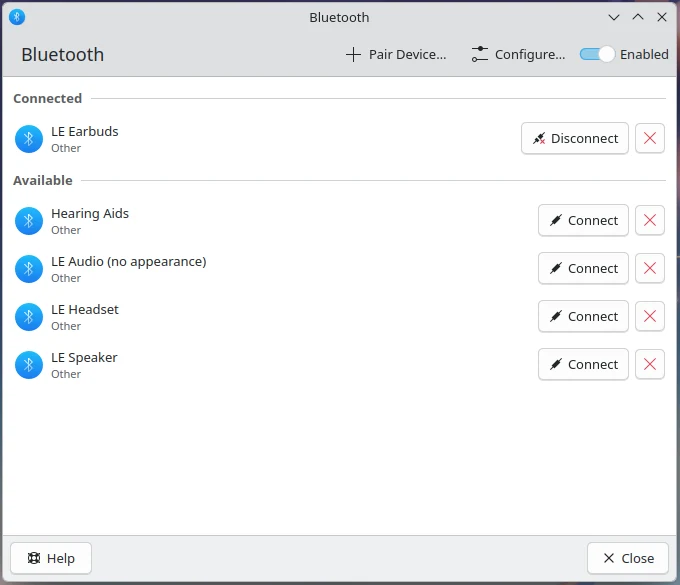 Bluetooth
Bluetooth
Pair Device...
Configure...
Enabled
Connected
LE Earbuds
Other
Disconnect
Available
Hearing Aids
Other
Connect
LE Audio (no appearance)
Other
Connect
LE Headset
Other
Connect
LE Speaker
Other
Connect
Help
Close